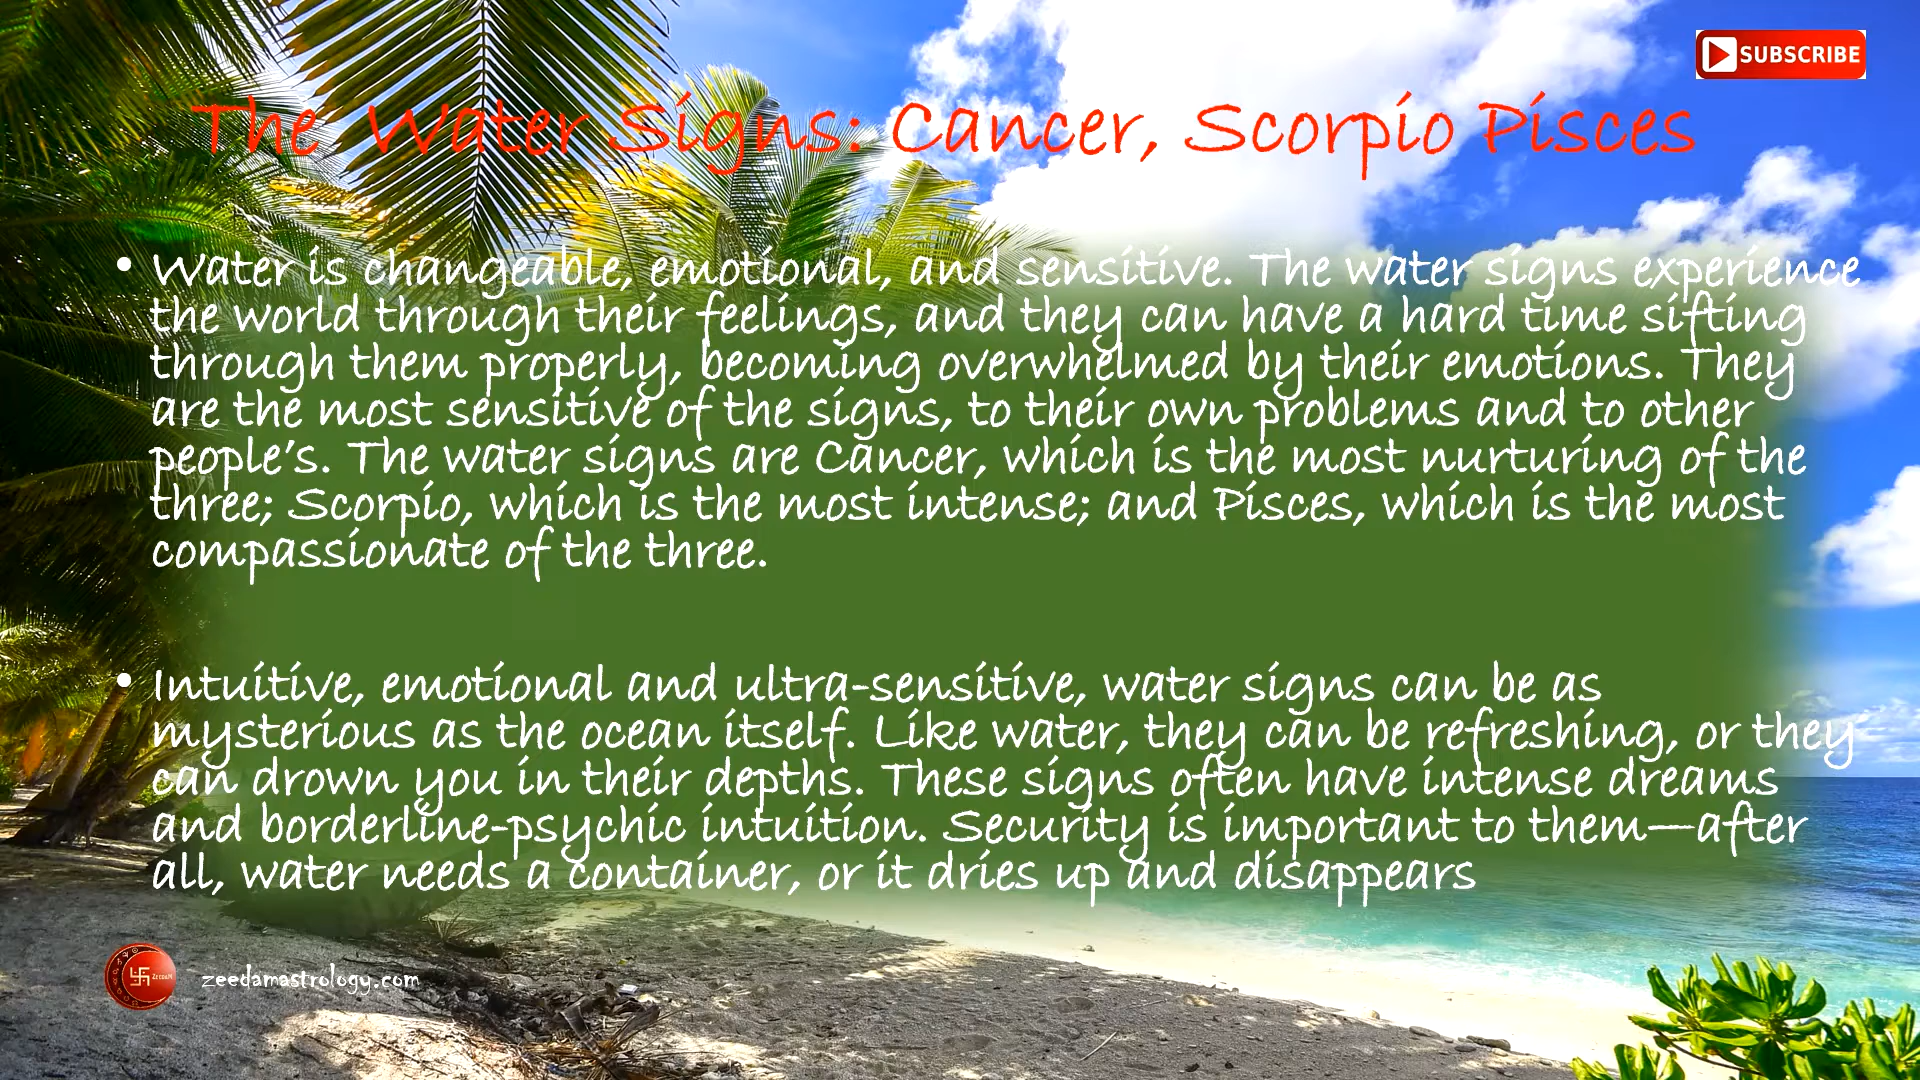 SUBSCRIBE
The Water Signs: Cancer, Scorpio Pisces
• Water is changeable, emotional, and sensitive. The water signs experience
the world through their feelings, and they can have a hard time sifting
through them properly, becoming overwhelmed by their emotions. They
are the most sensitive of the signs, to their own problems and to other
people’s. The water signs are Cancer, which is the most nurturing of the
three; Scorpio, which is the most intense; and Pisces, which is the most
compassionate of the three.
• Intuitive, emotional and ultra-sensitive, water signs can be as
mysterious as the ocean itself. Like water, they can be refreshing, or they
can drown you in their depths. These signs often have intense dreams
and borderline-psychic intuition. Security is important to them—after
all, water needs a container, or it dries up and disappears
zeedamastrology.com